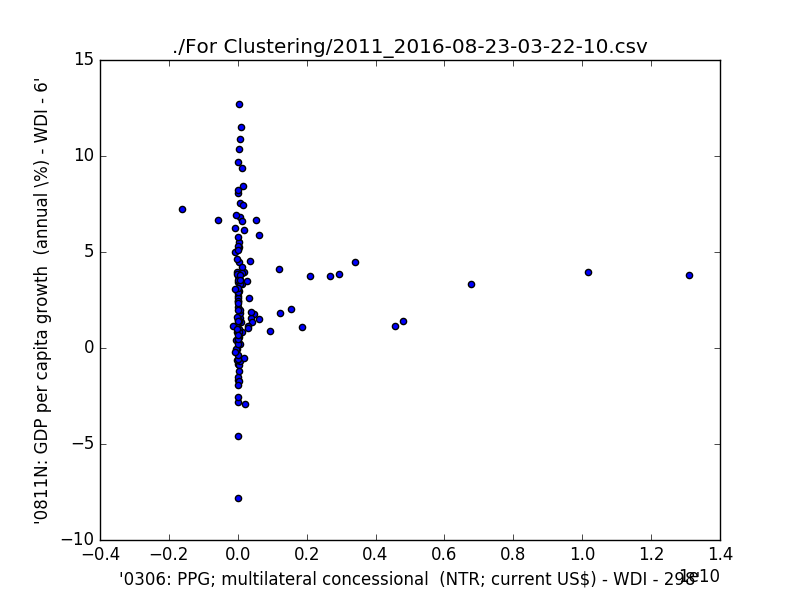 ./For Clustering/2011_2016-08-23-03-22-10.csv
15
10
5
0
−5
−10
'0811N: GDP per capita growth  (annual \%) - WDI - 6'
−0.4 −0.2 0.0 0.2 0.4 0.6 0.8 1.0 1.2 1.4
1e10
'0306: PPG; multilateral concessional  (NTR; current US$) - WDI - 298'